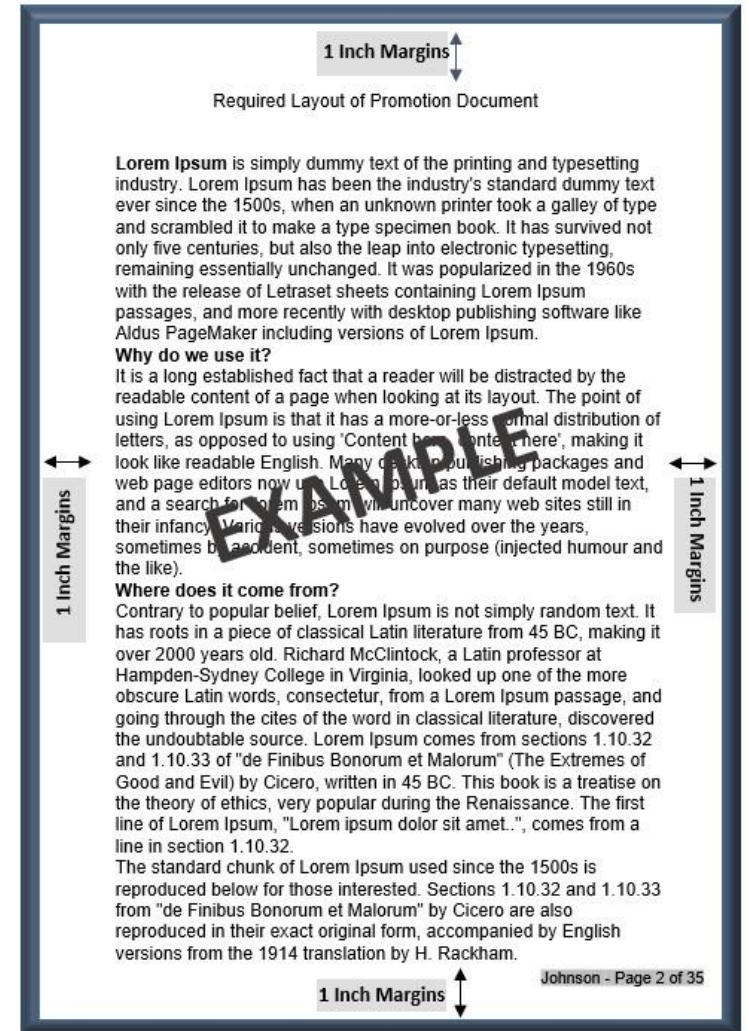 1 Inch Margins
Required Layout of Promotion Document
Lorem Ipsum is simply dummy text of the printing and typesetting
industry. Lorem Ipsum has been the industry's standard dummy text
ever since the 1500s, when an unknown printer took a galley of type
and scrambled it to make a type specimen book. It has survived not
only five centuries, but also the leap into electronic typesetting,
remaining essentially unchanged. It was popularized in the 1960s
with the release of Letraset sheets containing Lorem Ipsum
passages, and more recently with desktop publishing software like
Aldus PageMaker including versions of Lorem Ipsum.
Why do we use it?
It is a long established fact that a reader will be distracted by the
readable content of a page when looking at its layout. The point of
using Lorem Ipsum is that it has a more-or-less normal distribution of
letters, as opposed to using 'Content here, content here', making it
look like readable English. Many desktop publishing packages and
web page editors now use Lorem Ipsum as their default model text,
and a search for 'lorem ipsum' will uncover many web sites still in
their infancy. Various versions have evolved over the years,
sometimes by accident, sometimes on purpose (injected humour and
the like).
Where does it come from?
Contrary to popular belief, Lorem Ipsum is not simply random text. It
has roots in a piece of classical Latin literature from 45 BC, making it
over 2000 years old. Richard McClintock, a Latin professor at
Hampden-Sydney College in Virginia, looked up one of the more
obscure Latin words, consectetur, from a Lorem Ipsum passage, and
going through the cites of the word in classical literature, discovered
the undoubtable source. Lorem Ipsum comes from sections 1.10.32
and 1.10.33 of "de Finibus Bonorum et Malorum" (The Extremes of
Good and Evil) by Cicero, written in 45 BC. This book is a treatise on
the theory of ethics, very popular during the Renaissance. The first
line of Lorem Ipsum, "Lorem ipsum dolor sit amet..", comes from a
line in section 1.10.32.
The standard chunk of Lorem Ipsum used since the 1500s is
reproduced below for those interested. Sections 1.10.32 and 1.10.33
from "de Finibus Bonorum et Malorum" by Cicero are also
reproduced in their exact original form, accompanied by English
versions from the 1914 translation by H. Rackham.
EXAMPLE
1 Inch Margins
1 Inch Margins
Johnson - Page 2 of 35
1 Inch Margins